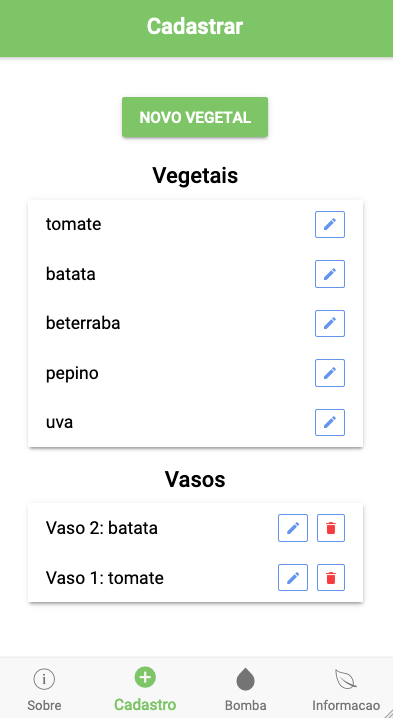 Cadastrar
NOVO VEGETAL
Vegetais
tomate
batata
beterraba
pepino
uva
Vasos
Vaso 2: batata
Vaso 1: tomate
Sobre Cadastro Bomba Informacao